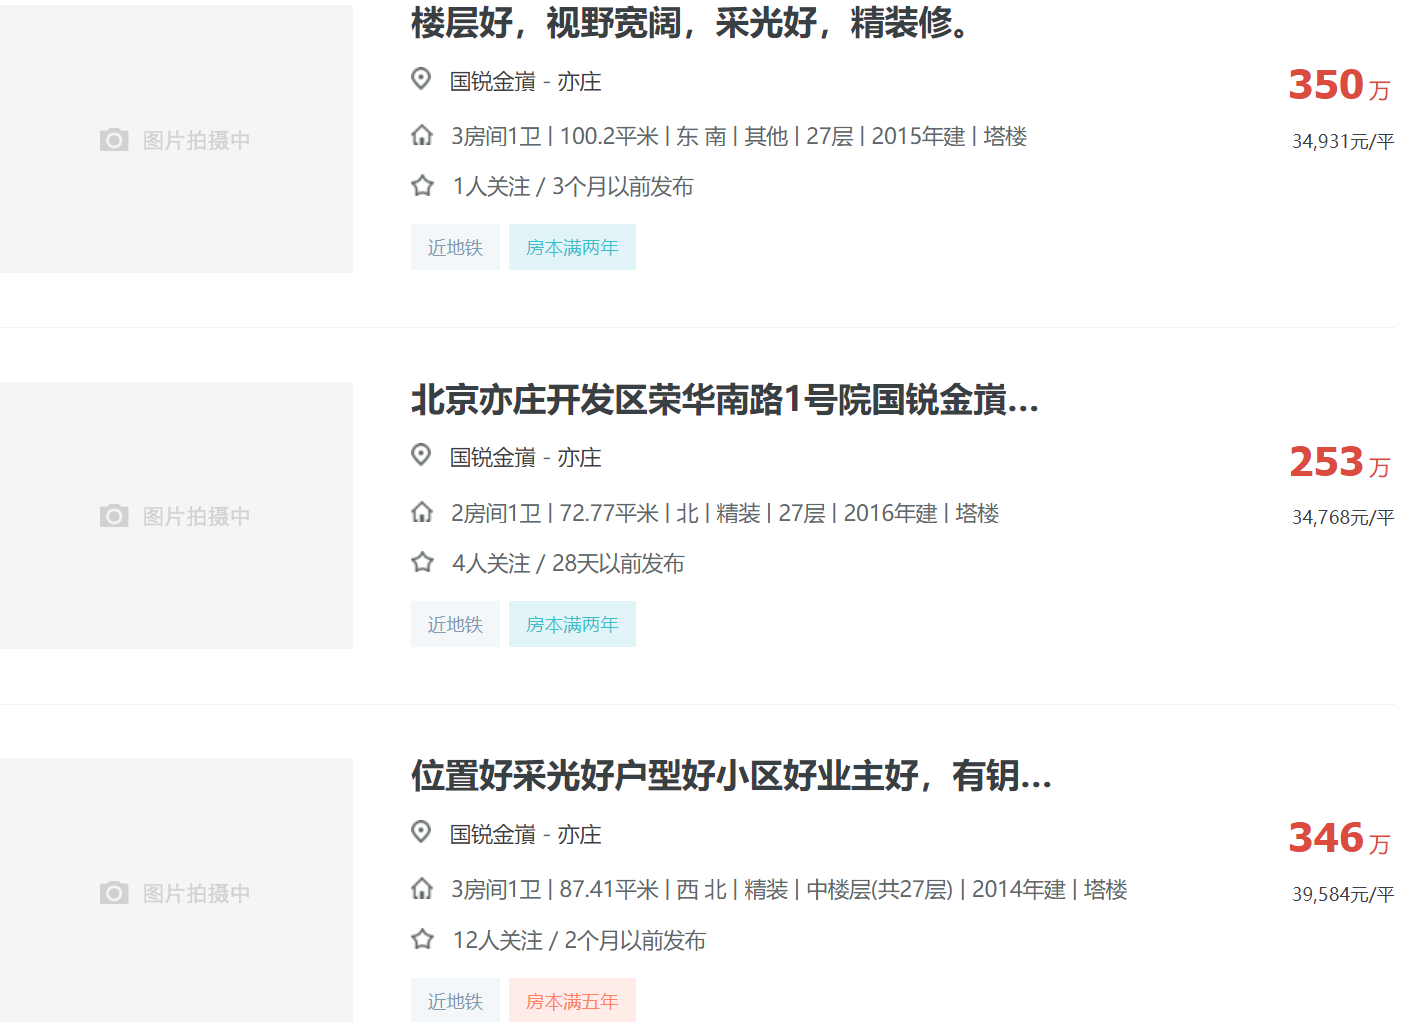 楼层好，视野宽阔，采光好，精装修。
国锐金嵿 - 亦庄
350万
图片拍摄中
3房间1卫 | 100.2平米 | 东 南 | 其他 | 27层 | 2015年建 | 塔楼
34,931元/平
1人关注 / 3个月以前发布
近地铁 房本满两年
北京亦庄开发区荣华南路1号院国锐金嵿...
国锐金嵿 - 亦庄
253万
图片拍摄中
2房间1卫 | 72.77平米 | 北 | 精装 | 27层 | 2016年建 | 塔楼
34,768元/平
4人关注 / 28天以前发布
近地铁 房本满两年
位置好采光好户型好小区好业主好，有钥...
国锐金嵿 - 亦庄
346万
图片拍摄中
3房间1卫 | 87.41平米 | 西 北 | 精装 | 中楼层(共27层) | 2014年建 | 塔楼
39,584元/平
12人关注 / 2个月以前发布
近地铁 房本满五年